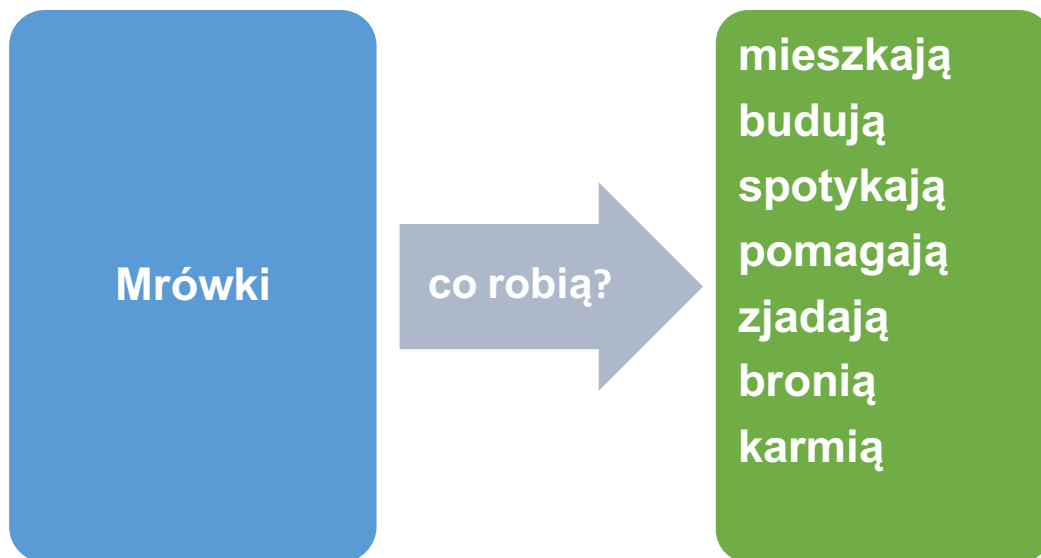 Mrówki
co robią?
mieszkają
budują
spotykają
pomagają
zjadają
bronią
karmią